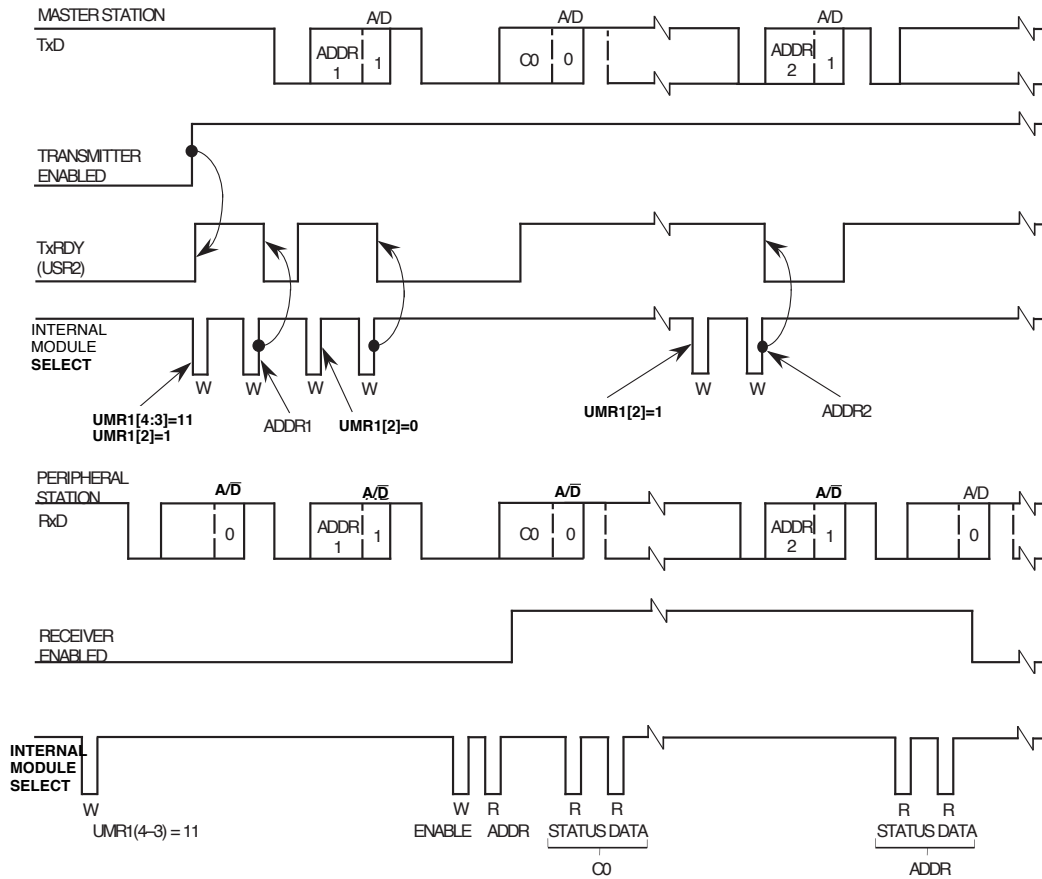 MASTER STATION
A/D
A/D
A/D
TxD
ADDR
1
1
C0
0
ADDR
2
1
TRANSMITTER
ENABLED
TxRDY
(USR2)
INTERNAL
MODULE
SELECT
W
W
W
W
W
W
UMR1[4:3]=11
UMR1[2]=1
ADDR1
UMR1[2]=0
UMR1[2]=1
ADDR2
PERIPHERAL
STATION
A/D̅
A/D̅
A/D̅
A/D̅
A/D
RxD
0
ADDR
1
1
C0
0
ADDR
2
1
0
RECEIVER
ENABLED
INTERNAL
MODULE
SELECT
W
W
R
R
R
R
R
UMR1(4–3) = 11
ENABLE
ADDR
STATUS DATA
STATUS DATA
C0
ADDR